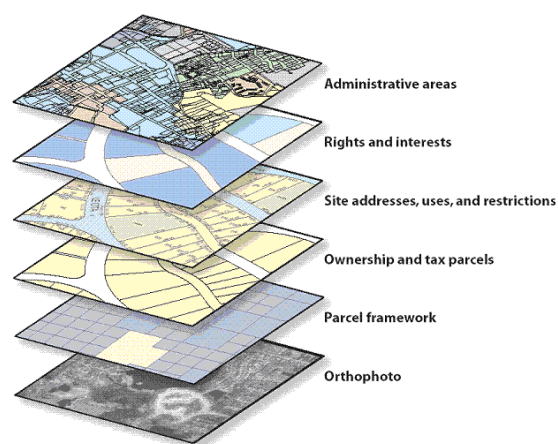 Administrative areas
Rights and interests
Site addresses, uses, and restrictions
Ownership and tax parcels
Parcel framework
Orthophoto